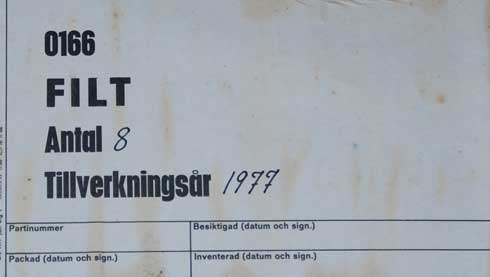 0166
FILT
Antal 8
Tillverkningsår 1977
Partinummer
Besiktigad (datum och sign.)
Packad (datum och sign.)
Inventerad (datum och sign.)